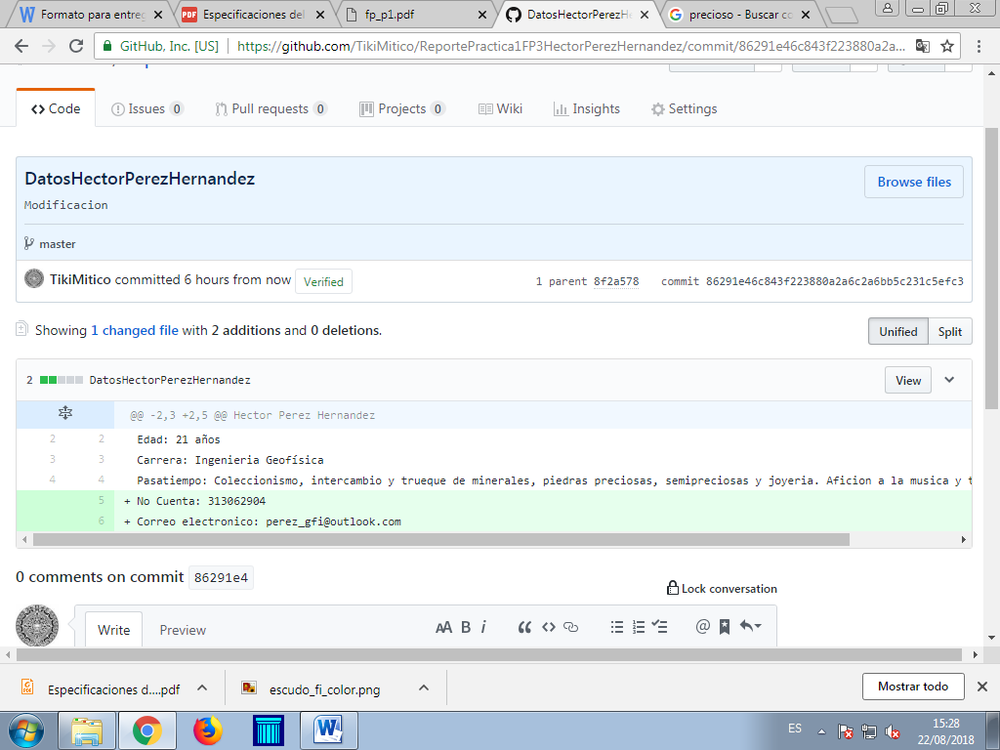 Formato para entreg
Especificaciones del
fp_p1.pdf
DatosHectorPerezH
precioso - Buscar co
GitHub, Inc. [US]
https://github.com/TikiMitico/ReportePractica1FP3HectorPerezHernandez/commit/86291e46c843f223880a2a...
Code
Issues 0
Pull requests 0
Projects 0
Wiki
Insights
Settings
DatosHectorPerezHernandez
Browse files
Modificacion
master
TikiMitico committed 6 hours from now Verified
1 parent 8f2a578 commit 86291e46c843f223880a2a6c2a6bb5c231c5efc3
Showing 1 changed file with 2 additions and 0 deletions.
Unified Split
2 DatosHectorPerezHernandez
View
@@ -2,3 +2,5 @@ Hector Perez Hernandez
2 2 Edad: 21 años
3 3 Carrera: Ingenieria Geofísica
4 4 Pasatiempo: Coleccionismo, intercambio y trueque de minerales, piedras preciosas, semipreciosas y joyeria. Aficion a la musica y t
5 + No Cuenta: 313062904
6 + Correo electronico: perez_gfi@outlook.com
0 comments on commit 86291e4
Lock conversation
Write Preview
AA B i
Especificaciones d....pdf
escudo_fi_color.png
Mostrar todo
ES
15:28
22/08/2018